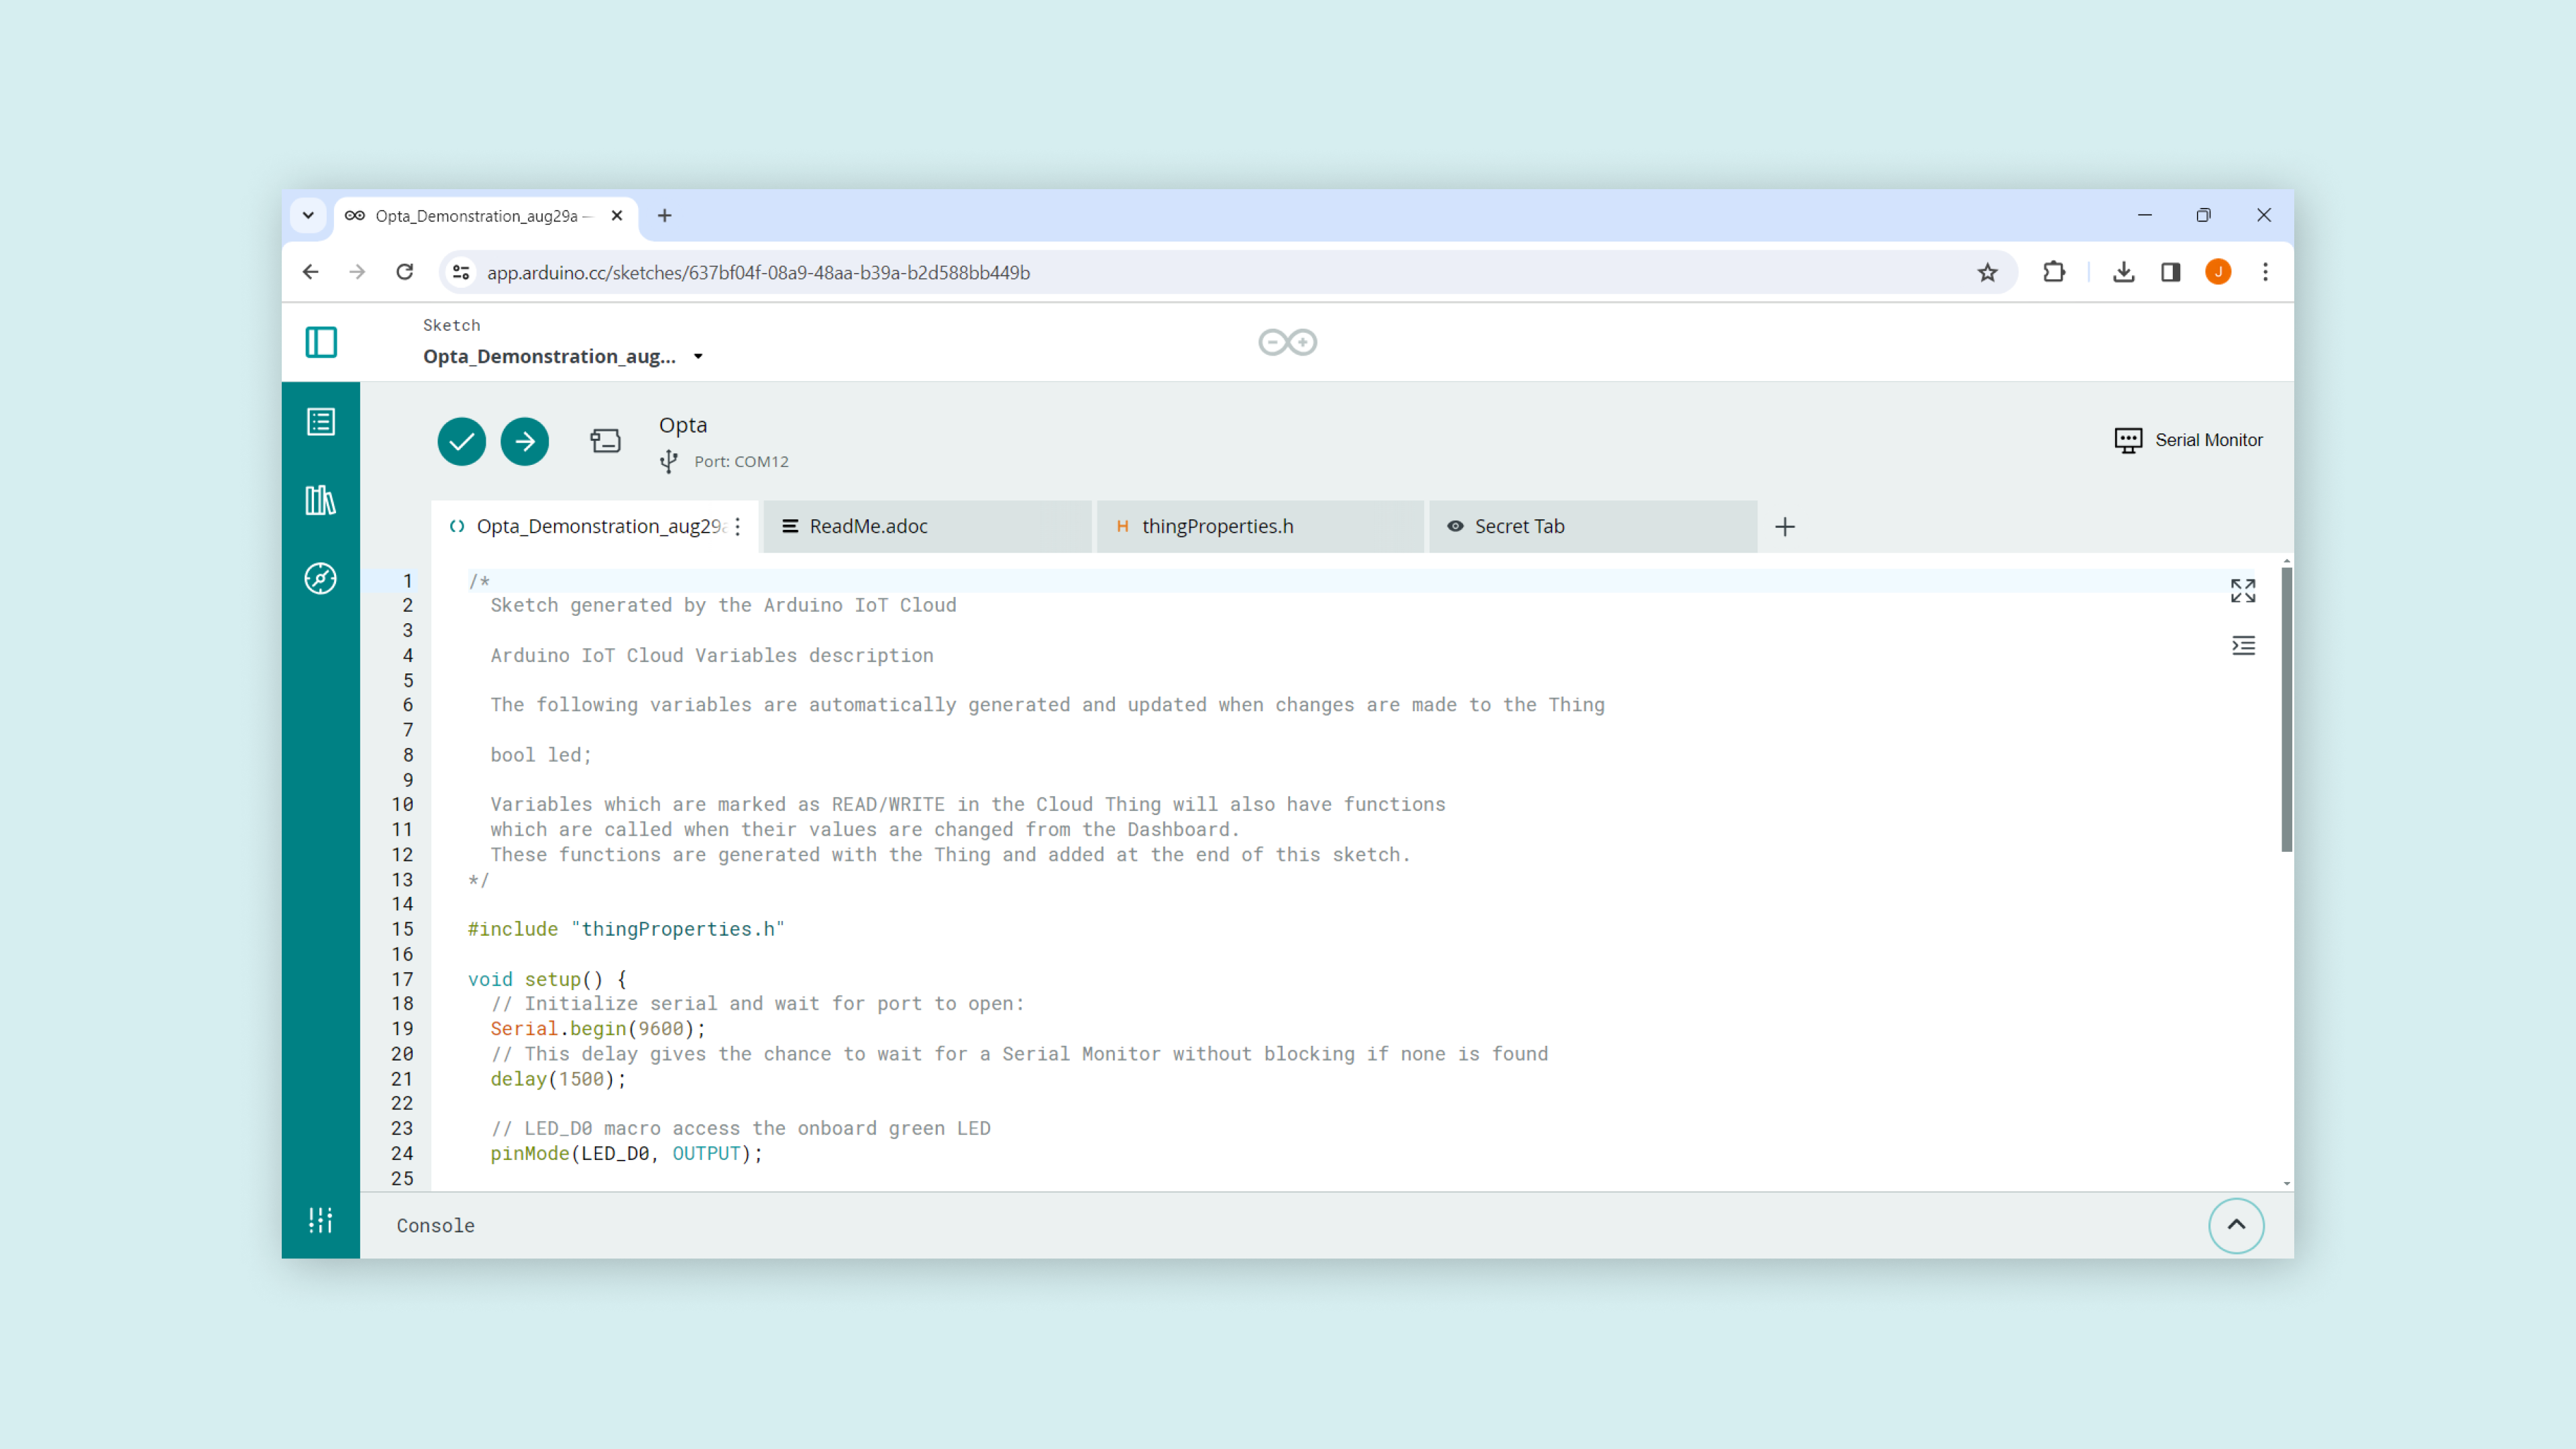 Opta_Demonstration_aug29a —
app.arduino.cc/sketches/637bf04f-08a9-48aa-b39a-b2d588bb449b
J
Sketch
Opta_Demonstration_aug...
Opta
Port: COM12
Serial Monitor
Opta_Demonstration_aug29a
ReadMe.adoc
H thingProperties.h
Secret Tab
1 /*
2 Sketch generated by the Arduino IoT Cloud
3
4 Arduino IoT Cloud Variables description
5
6 The following variables are automatically generated and updated when changes are made to the Thing
7
8 bool led;
9
10 Variables which are marked as READ/WRITE in the Cloud Thing will also have functions
11 which are called when their values are changed from the Dashboard.
12 These functions are generated with the Thing and added at the end of this sketch.
13 */
14
15 #include "thingProperties.h"
16
17 void setup() {
18 // Initialize serial and wait for port to open:
19 Serial.begin(9600);
20 // This delay gives the chance to wait for a Serial Monitor without blocking if none is found
21 delay(1500);
22
23 // LED_D0 macro access the onboard green LED
24 pinMode(LED_D0, OUTPUT);
25
Console